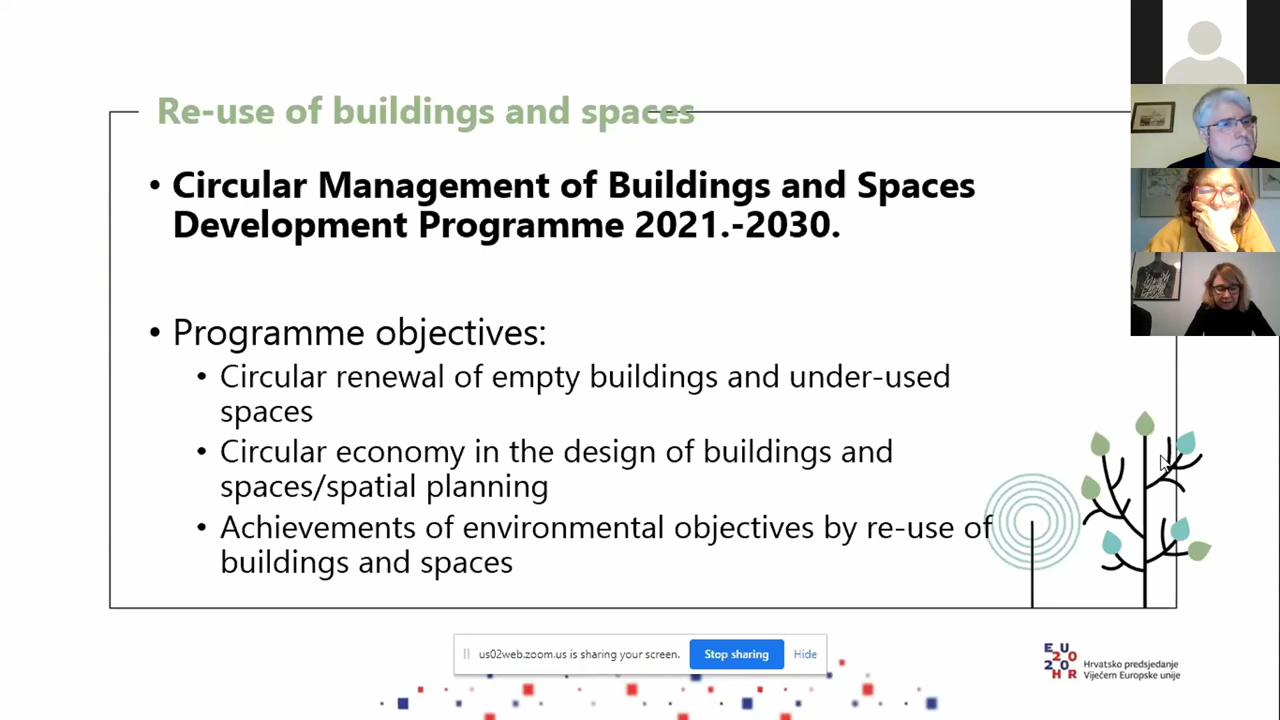 Re-use of buildings and spaces
• Circular Management of Buildings and Spaces
Development Programme 2021.-2030.
• Programme objectives:
• Circular renewal of empty buildings and under-used
spaces
• Circular economy in the design of buildings and
spaces/spatial planning
• Achievements of environmental objectives by re-use of
buildings and spaces
us02web.zoom.us is sharing your screen.
Stop sharing
Hide
EU
20
20
HR
Hrvatsko predsjedanje
Vijećem Europske unije